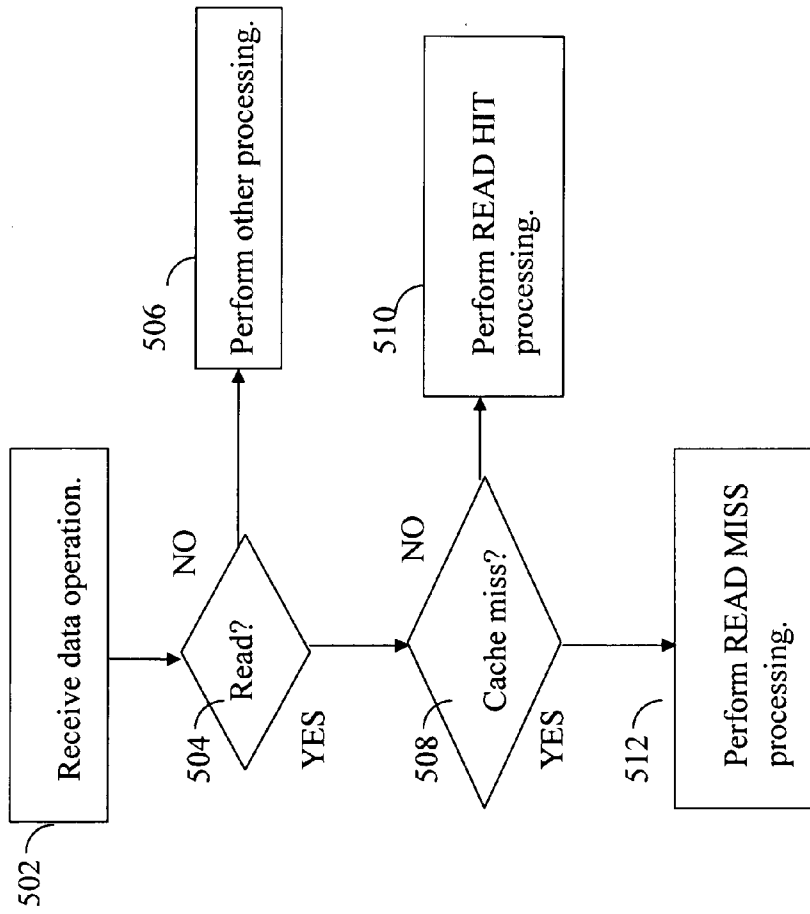 502
Receive data operation.
504
Read?
NO
YES
506
Perform other processing.
508
Cache miss?
NO
YES
510
Perform READ HIT
processing.
512
Perform READ MISS
processing.